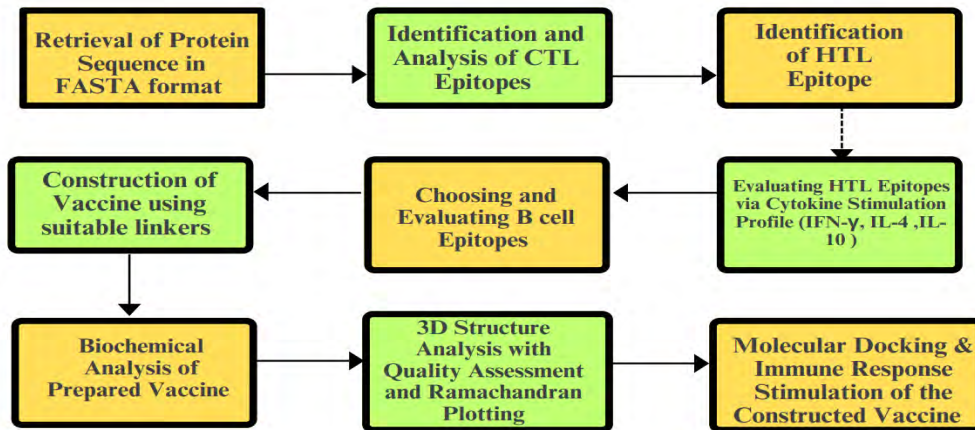 Retrieval of Protein
Sequence in
FASTA format
Identification and
Analysis of CTL
Epitopes
Identification
of HTL
Epitope
Evaluating HTL Epitopes
via Cytokine Stimulation
Profile (IFN-γ, IL-4 ,IL-
10 )
Choosing and
Evaluating B cell
Epitopes
Construction of
Vaccine using
suitable linkers
Biochemical
Analysis of
Prepared Vaccine
3D Structure
Analysis with
Quality Assessment
and Ramachandran
Plotting
Molecular Docking &
Immune Response
Stimulation of the
Constructed Vaccine